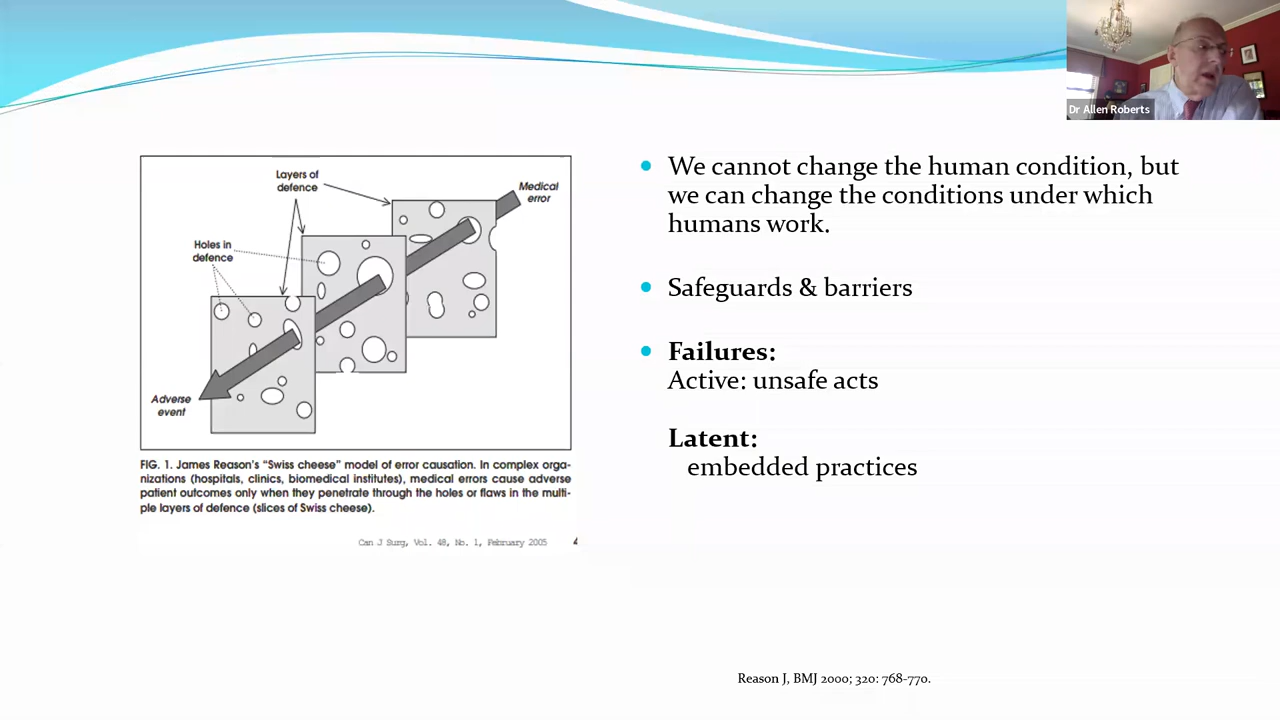 Dr Allen Roberts
Layers of
defence
Medical
error
Holes in
defence
Adverse
event
FIG. 1. James Reason's “Swiss cheese” model of error causation. In complex orga-
nizations (hospitals, clinics, biomedical institutes), medical errors cause adverse
patient outcomes only when they penetrate through the holes or flaws in the multi-
ple layers of defence (slices of Swiss cheese).
Can J Surg, Vol. 48, No. 1, February 2005
• We cannot change the human condition, but
we can change the conditions under which
humans work.
• Safeguards & barriers
• Failures:
Active: unsafe acts
Latent:
embedded practices
Reason J, BMJ 2000; 320: 768-770.